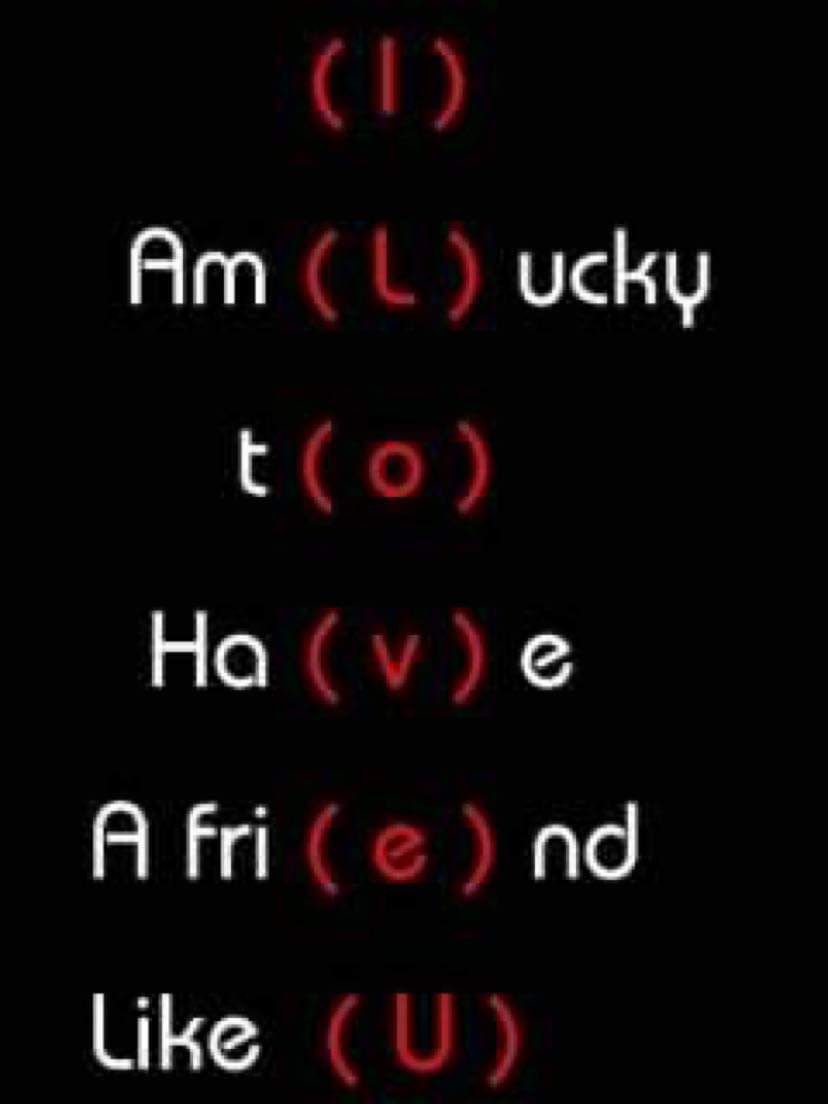 ( I )
Am ( L ) ucky
t ( o )
Ha ( v ) e
A fri ( e ) nd
Like ( U )